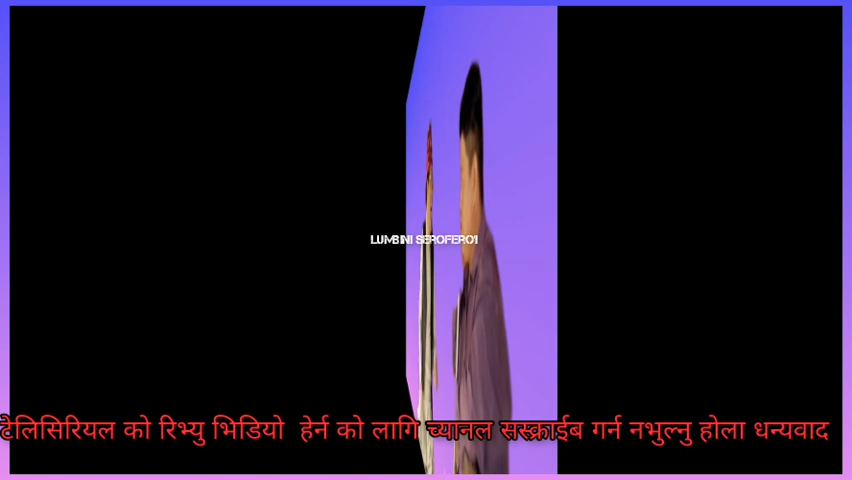 LUMBINI SEROFERO1
टेलिसिरियल को रिभ्यु भिडियो हेर्न को लागि च्यानल सस्क्राईब गर्न नभुल्नु होला धन्यवाद